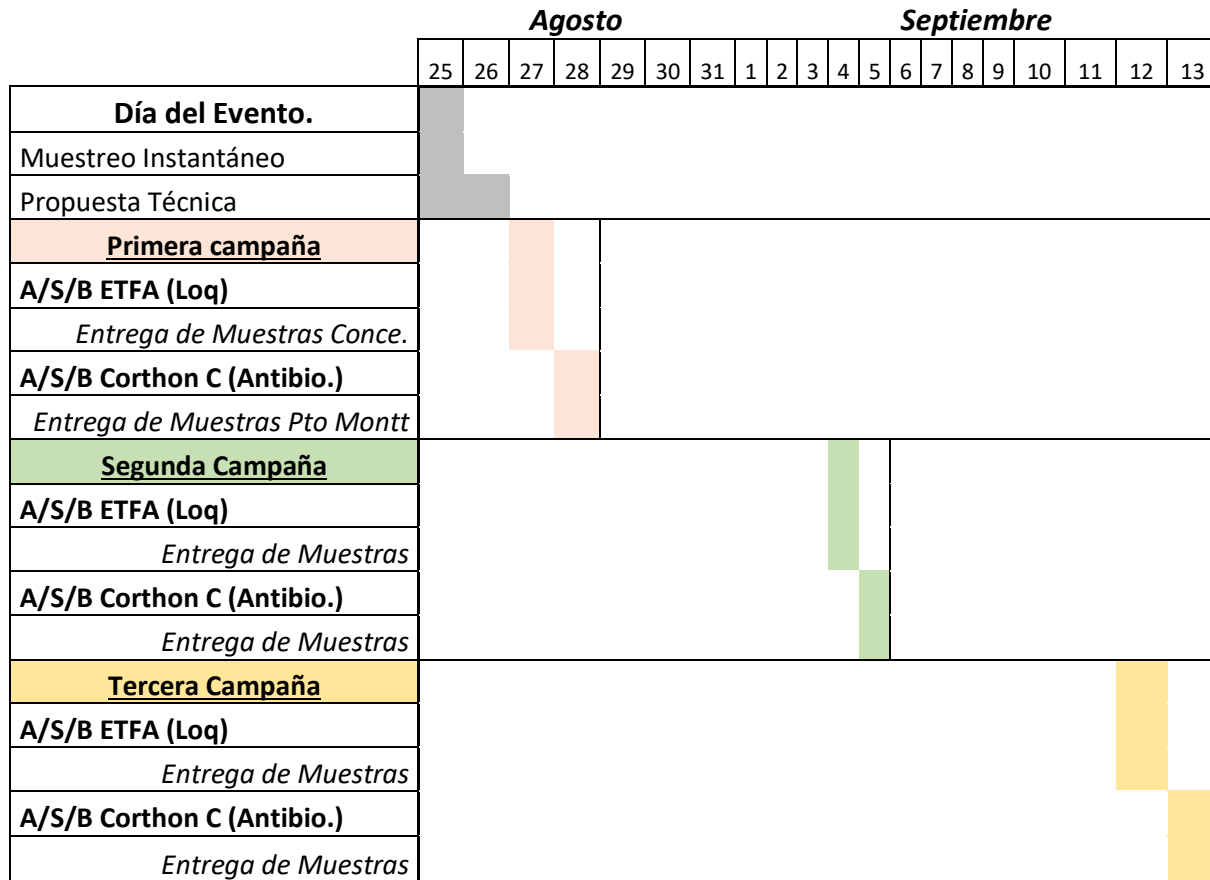 Agosto Septiembre
25 26 27 28 29 30 31 1 2 3 4 5 6 7 8 9 10 11 12 13
Día del Evento.
Muestreo Instantáneo
Propuesta Técnica
Primera campaña
A/S/B ETFA (Loq)
Entrega de Muestras Conce.
A/S/B Corthon C (Antibio.)
Entrega de Muestras Pto Montt
Segunda Campaña
A/S/B ETFA (Loq)
Entrega de Muestras
A/S/B Corthon C (Antibio.)
Entrega de Muestras
Tercera Campaña
A/S/B ETFA (Loq)
Entrega de Muestras
A/S/B Corthon C (Antibio.)
Entrega de Muestras